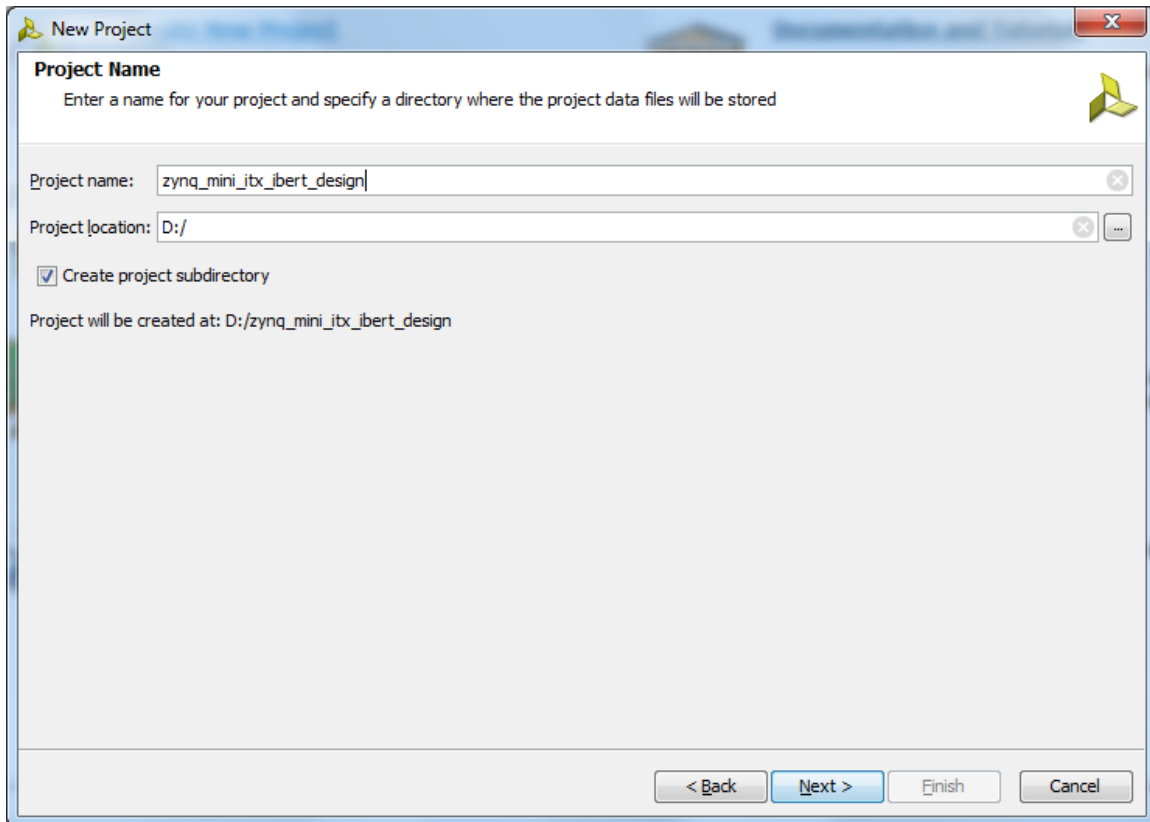 New Project
Project Name
Enter a name for your project and specify a directory where the project data files will be stored
Project name: zynq_mini_itx_ibert_design
Project location: D:/
...
Create project subdirectory
Project will be created at: D:/zynq_mini_itx_ibert_design
< Back Next > Finish Cancel